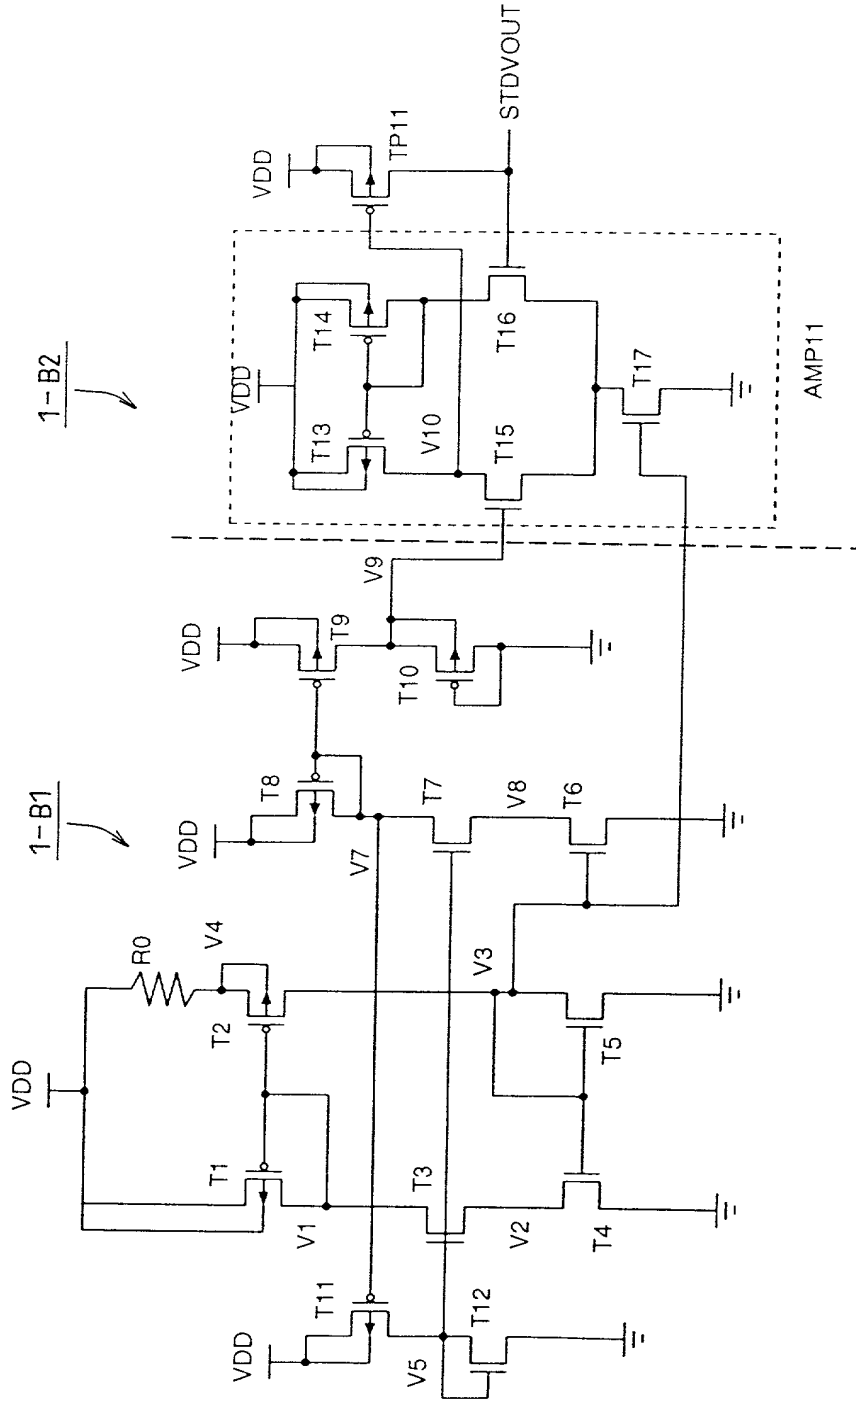 1-B1
1-B2
VDD
R0
V4
T1
T2
V1
T3
V2
T4
V3
T5
VDD
T11
V5
T12
VDD
T8
V7
T7
V8
T6
VDD
T9
T10
V9
VDD
T13
T14
V10
T15
T16
T17
AMP11
VDD
TP11
STDVOUT